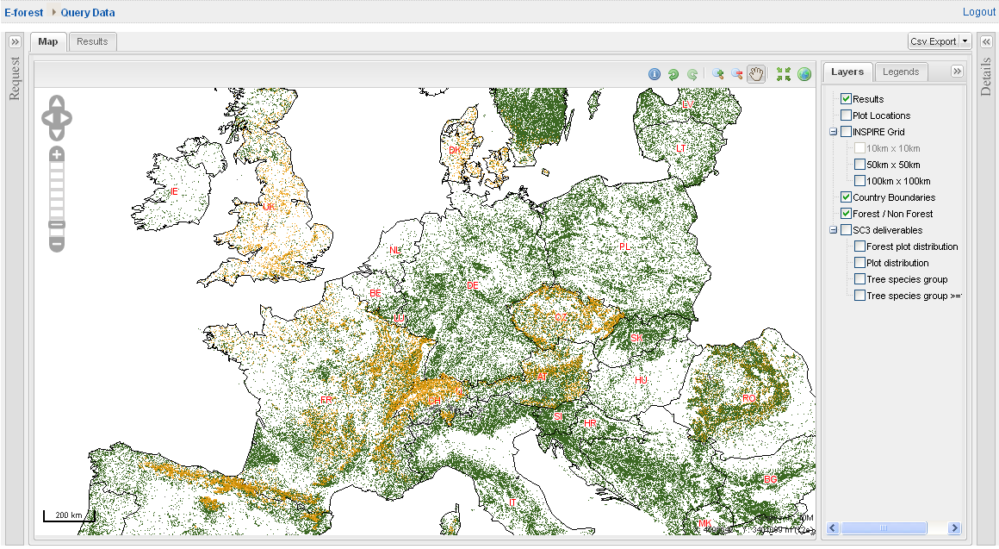 E-forest Query Data
Logout
Map Results
Csv Export
Request
Details
Layers Legends
Results
Plot Locations
INSPIRE Grid
10km x 10km
50km x 50km
100km x 100km
Country Boundaries
Forest / Non Forest
SC3 deliverables
Forest plot distribution
Plot distribution
Tree species group
Tree species group >=
LV
LT
DK
IE
UK
NL
PL
DE
BE
LU
CZ
SK
AT
HU
FR
CH
RO
SI
HR
BG
IT
MK
200 km